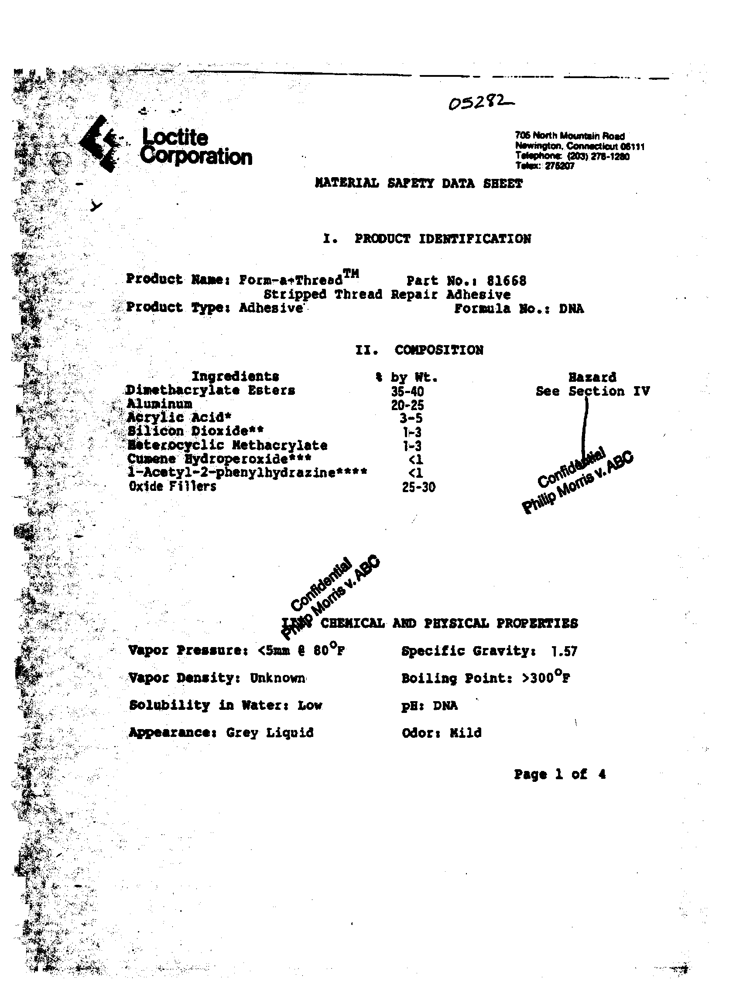 05282
Loctite
Corporation
705 North Mountain Road
Newington, Connecticut 06111
Telephone: (203) 278-1280
Telex: 275207
MATERIAL SAFETY DATA SHEET
I. PRODUCT IDENTIFICATION
Product Name: Form-a-Thread™ Part No.: 81668
Stripped Thread Repair Adhesive
Product Type: Adhesive Formula No.: DNA
II. COMPOSITION
Ingredients % by Wt. Hazard
Dimethacrylate Esters 35-40 See Section IV
Aluminum 20-25
Acrylic Acid* 3-5
Silicon Dioxide** 1-3
Heterocyclic Methacrylate 1-3
Cumene Hydroperoxide*** <1
1-Acetyl-2-phenylhydrazine**** <1
Oxide Fillers 25-30
Confidential
Philip Morris v. ABC
Confidential
Philip Morris v. ABC
CHEMICAL AND PHYSICAL PROPERTIES
Vapor Pressure: <5mm @ 80°F Specific Gravity: 1.57
Vapor Density: Unknown Boiling Point: >300°F
Solubility in Water: Low pH: DNA
Appearance: Grey Liquid Odor: Mild
Page 1 of 4